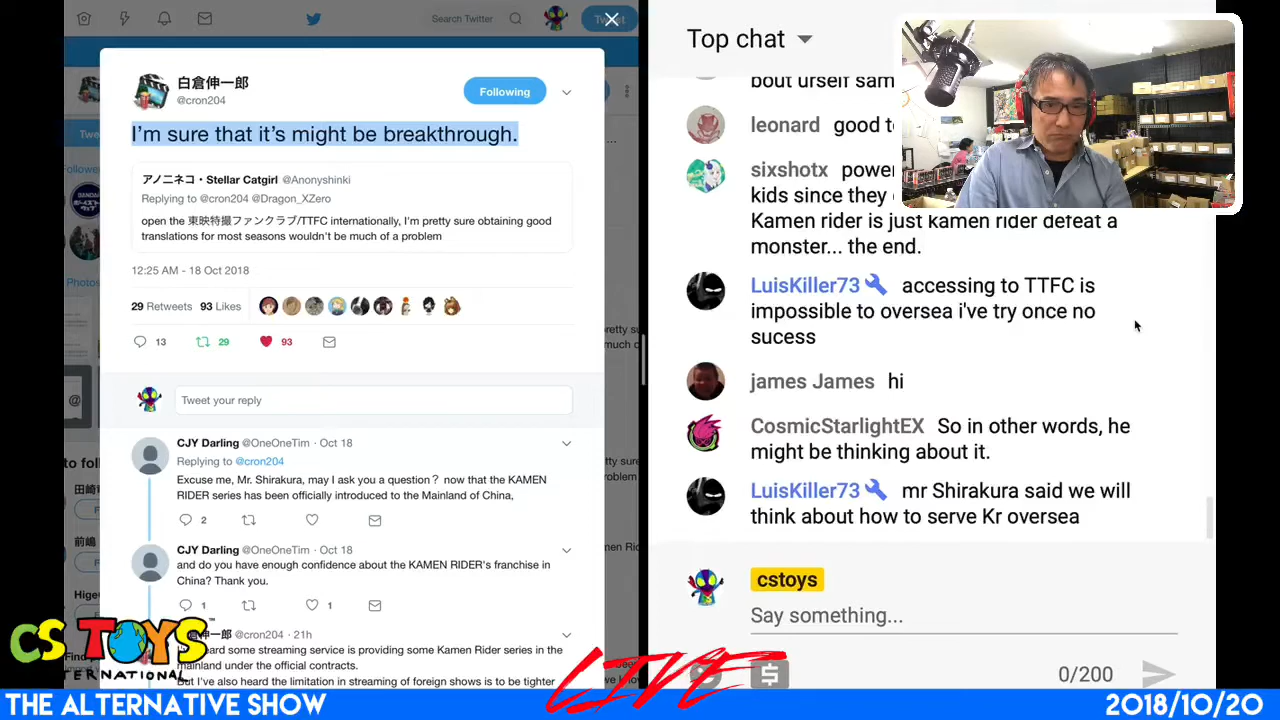 Search Twitter
白倉伸一郎
@cron204
Following
I'm sure that it's might be breakthrough.
アノニネコ・Stellar Catgirl @Anonyshinki
Replying to @cron204 @Dragon_XZero
open the 東映特撮ファンクラブ/TTFC internationally, I'm pretty sure obtaining good
translations for most seasons wouldn't be much of a problem
12:25 AM - 18 Oct 2018
29 Retweets 93 Likes
13 29 93
Tweet your reply
CJY Darling @OneOneTim · Oct 18
Replying to @cron204
Excuse me, Mr. Shirakura, may I ask you a question？ now that the KAMEN
RIDER series has been officially introduced to the Mainland of China,
2
CJY Darling @OneOneTim · Oct 18
and do you have enough confidence about the KAMEN RIDER's franchise in
China? Thank you.
1 1
伸一郎 @cron204 · 21h
heard some streaming service is providing some Kamen Rider series in the
mainland under the official contracts.
But I've also heard the limitation in streaming of foreign shows is to be tighter
Top chat
bout urself sam
leonard good t
sixshotx power
kids since they
Kamen rider is just kamen rider defeat a
monster... the end.
LuisKiller73 accessing to TTFC is
impossible to oversea i've try once no
sucess
james James hi
CosmicStarlightEX So in other words, he
might be thinking about it.
LuisKiller73 mr Shirakura said we will
think about how to serve Kr oversea
cstoys
Say something...
0/200
CS TOYS
INTERNATIONAL
LIVE
THE ALTERNATIVE SHOW
2018/10/20